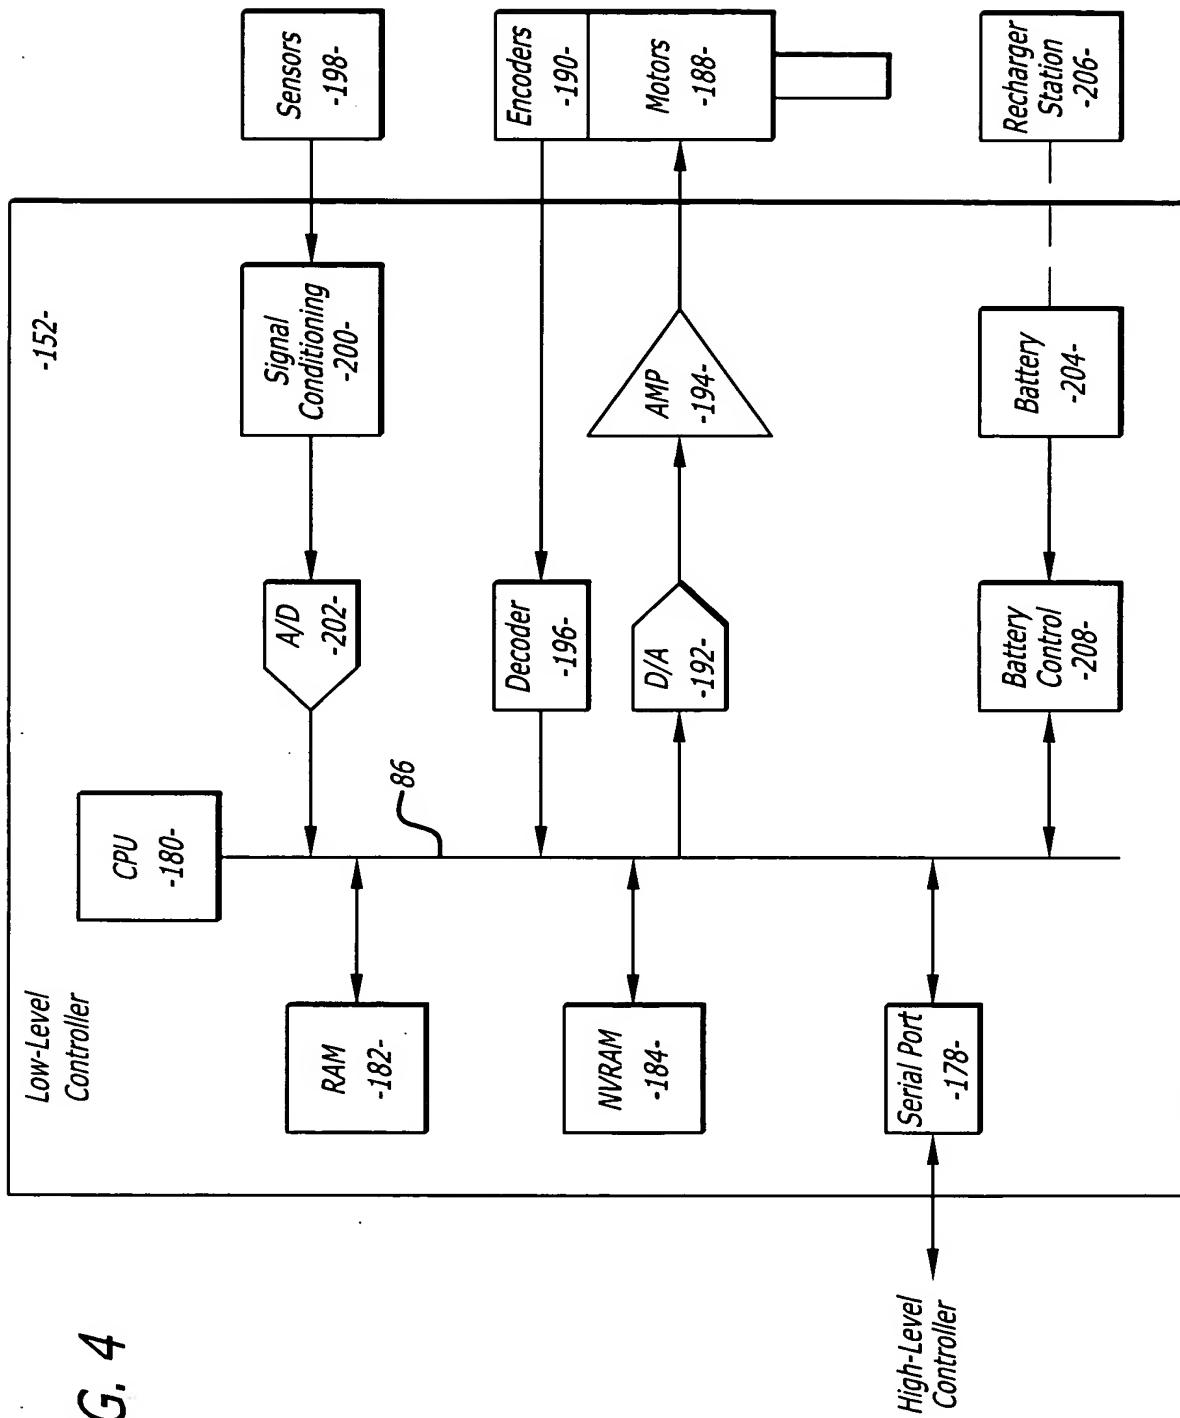 Low-Level
Controller
-152-
CPU
-180-
RAM
-182-
86
A/D
-202-
Signal
Conditioning
-200-
Sensors
-198-
NVRAM
-184-
Decoder
-196-
Encoders
-190-
D/A
-192-
AMP
-194-
Motors
-188-
High-Level
Controller
Serial Port
-178-
Battery
Control
-208-
Battery
-204-
Recharger
Station
-206-
G. 4